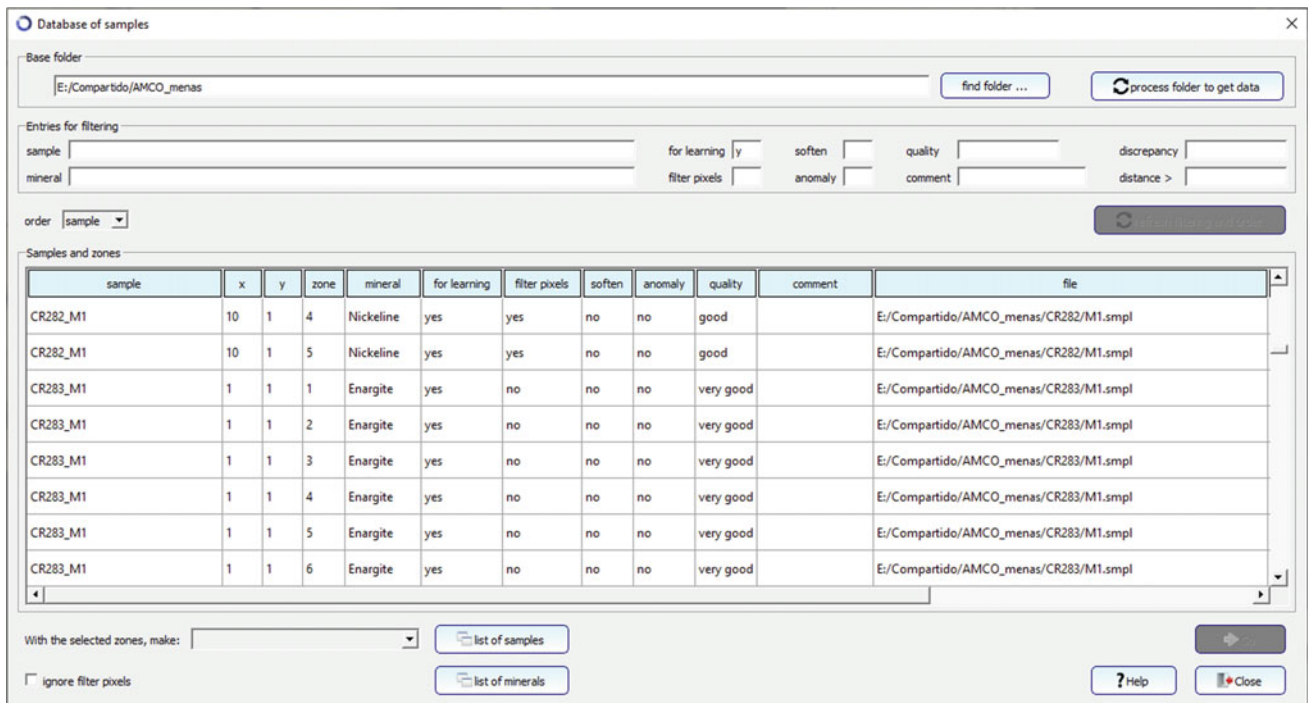 Database of samples
Base folder
E:/Compartido/AMCO_menas find folder ... process folder to get data
Entries for filtering
sample for learning y soften quality discrepancy
mineral filter pixels anomaly comment distance >
order sample refresh filtering and order
Samples and zones
sample x y zone mineral for learning filter pixels soften anomaly quality comment file
CR282_M1 10 1 4 Nickeline yes yes no no good E:/Compartido/AMCO_menas/CR282/M1.smpl
CR282_M1 10 1 5 Nickeline yes yes no no good E:/Compartido/AMCO_menas/CR282/M1.smpl
CR283_M1 1 1 1 Enargite yes no no no very good E:/Compartido/AMCO_menas/CR283/M1.smpl
CR283_M1 1 1 2 Enargite yes no no no very good E:/Compartido/AMCO_menas/CR283/M1.smpl
CR283_M1 1 1 3 Enargite yes no no no very good E:/Compartido/AMCO_menas/CR283/M1.smpl
CR283_M1 1 1 4 Enargite yes no no no very good E:/Compartido/AMCO_menas/CR283/M1.smpl
CR283_M1 1 1 5 Enargite yes no no no very good E:/Compartido/AMCO_menas/CR283/M1.smpl
CR283_M1 1 1 6 Enargite yes no no no very good E:/Compartido/AMCO_menas/CR283/M1.smpl
With the selected zones, make: list of samples
ignore filter pixels list of minerals ? Help Close